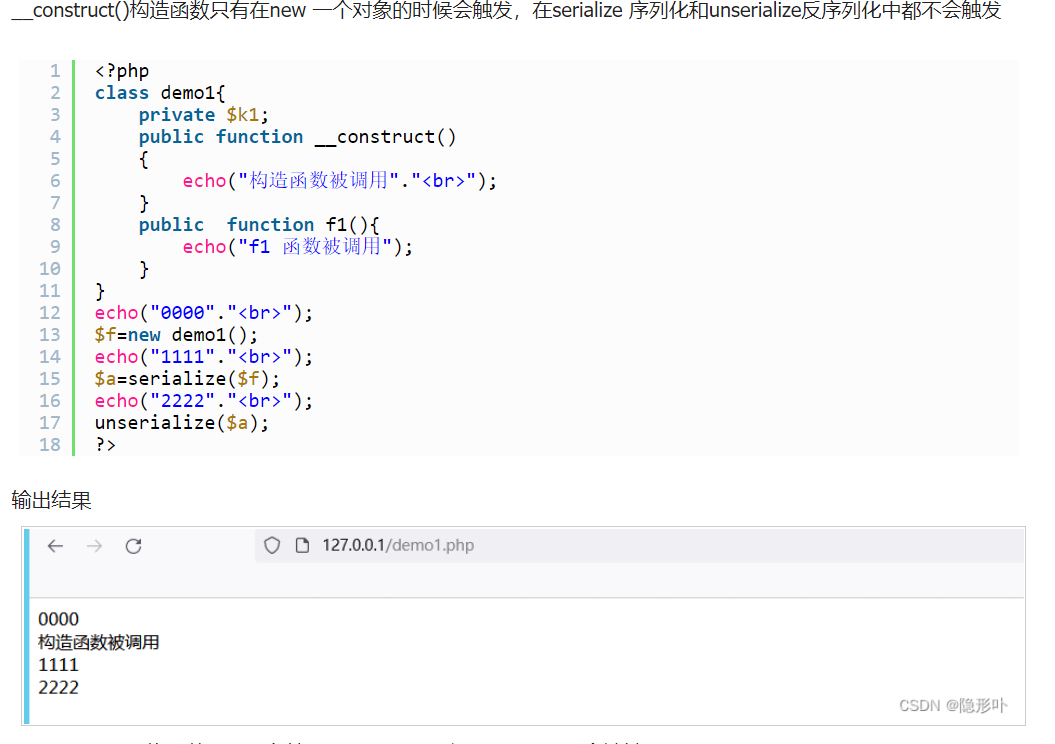 __construct()构造函数只有在new 一个对象的时候会触发，在serialize 序列化和unserialize反序列化中都不会触发
1 <?php
2 class demo1{
3     private $k1;
4     public function __construct()
5     {
6         echo("构造函数被调用"."<br>");
7     }
8     public  function f1(){
9         echo("f1 函数被调用");
10     }
11 }
12 echo("0000"."<br>");
13 $f=new demo1();
14 echo("1111"."<br>");
15 $a=serialize($f);
16 echo("2222"."<br>");
17 unserialize($a);
18 ?>
输出结果
127.0.0.1/demo1.php
0000
构造函数被调用
1111
2222
CSDN @隐形卟